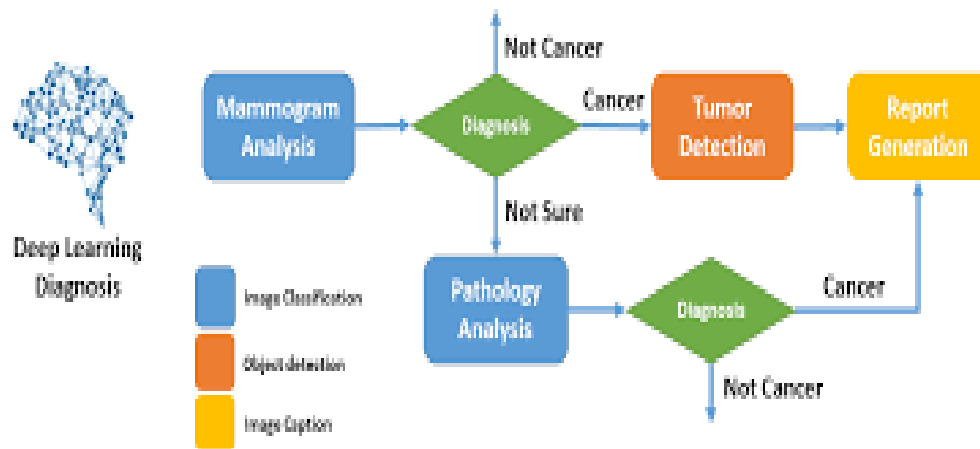 Not Cancer
Mammogram
Analysis
Diagnosis
Cancer
Tumor
Detection
Report
Generation
Not Sure
Deep Learning
Diagnosis
Pathology
Analysis
Diagnosis
Cancer
Not Cancer
Image Classification
Object detection
Image Caption